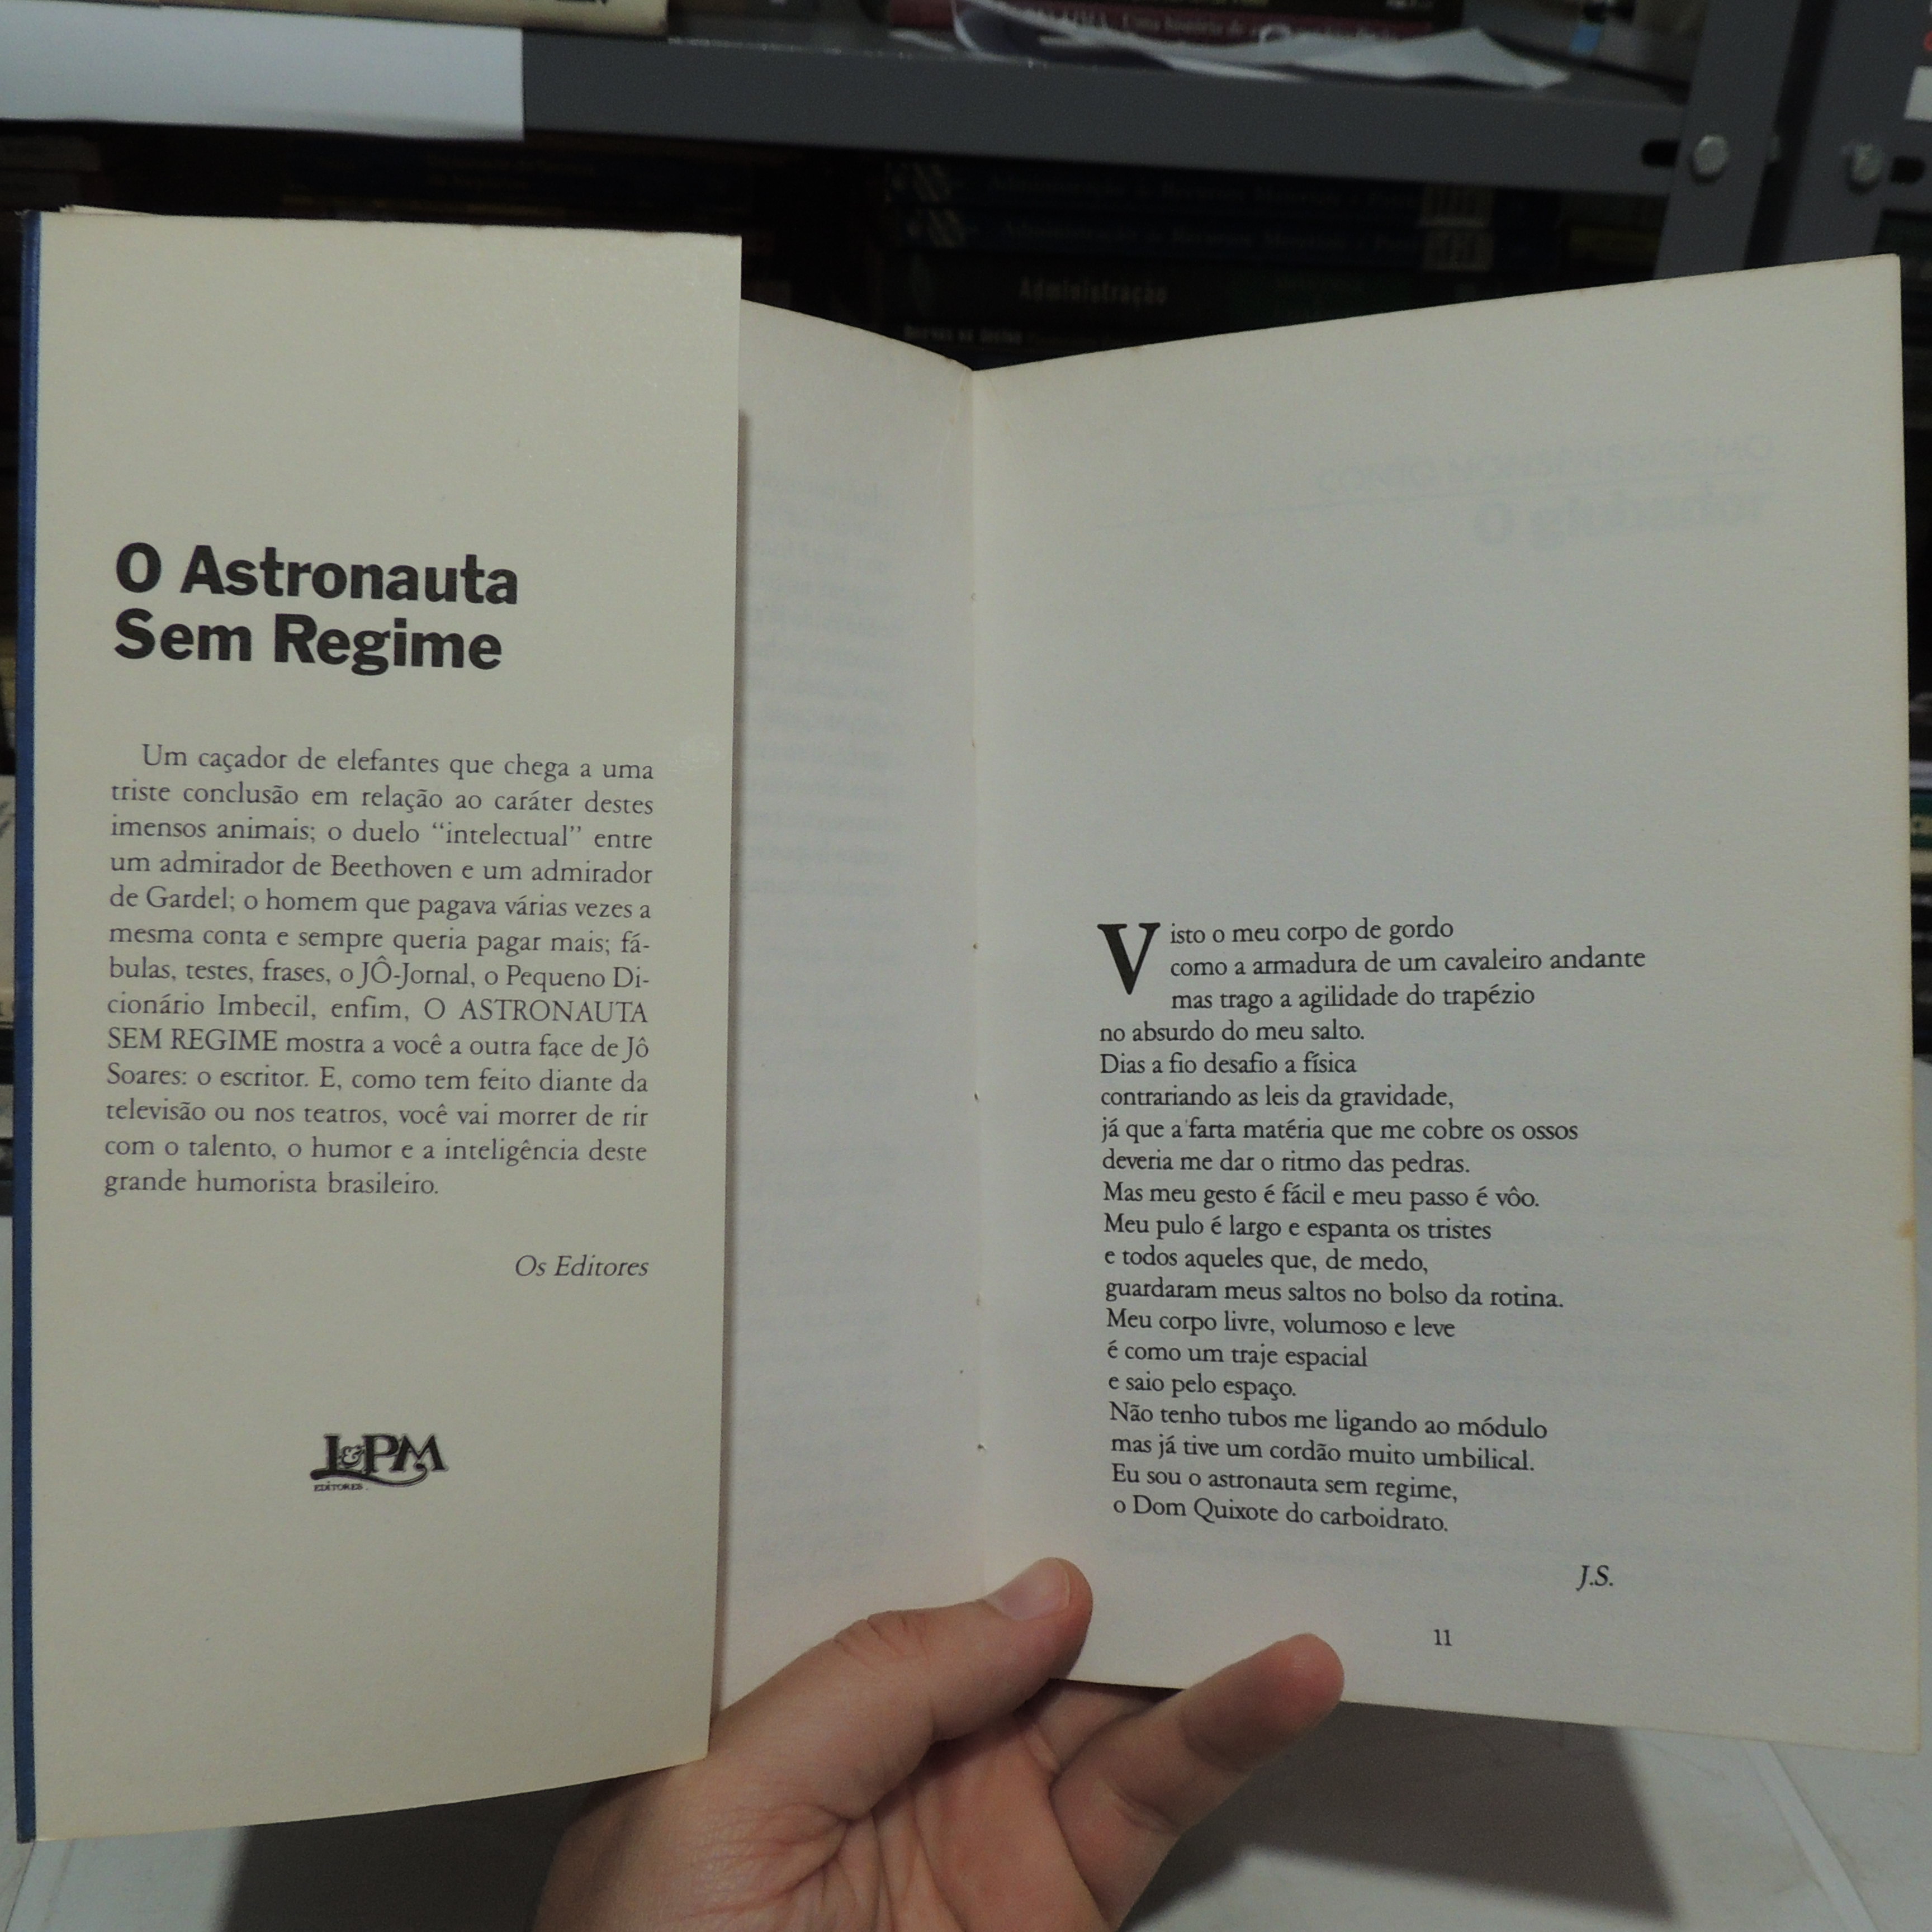 Administração
O Astronauta
Sem Regime
Um caçador de elefantes que chega a uma
triste conclusão em relação ao caráter destes
imensos animais; o duelo “intelectual” entre
um admirador de Beethoven e um admirador
de Gardel; o homem que pagava várias vezes a
mesma conta e sempre queria pagar mais; fá-
bulas, testes, frases, o JÔ-Jornal, o Pequeno Di-
cionário Imbecil, enfim, O ASTRONAUTA
SEM REGIME mostra a você a outra face de Jô
Soares: o escritor. E, como tem feito diante da
televisão ou nos teatros, você vai morrer de rir
com o talento, o humor e a inteligência deste
grande humorista brasileiro.
Os Editores
L&PM
EDITORES
Visto o meu corpo de gordo
como a armadura de um cavaleiro andante
mas trago a agilidade do trapézio
no absurdo do meu salto.
Dias a fio desafio a física
contrariando as leis da gravidade,
já que a farta matéria que me cobre os ossos
deveria me dar o ritmo das pedras.
Mas meu gesto é fácil e meu passo é vôo.
Meu pulo é largo e espanta os tristes
e todos aqueles que, de medo,
guardaram meus saltos no bolso da rotina.
Meu corpo livre, volumoso e leve
é como um traje espacial
e saio pelo espaço.
Não tenho tubos me ligando ao módulo
mas já tive um cordão muito umbilical.
Eu sou o astronauta sem regime,
o Dom Quixote do carboidrato.
J.S.
11